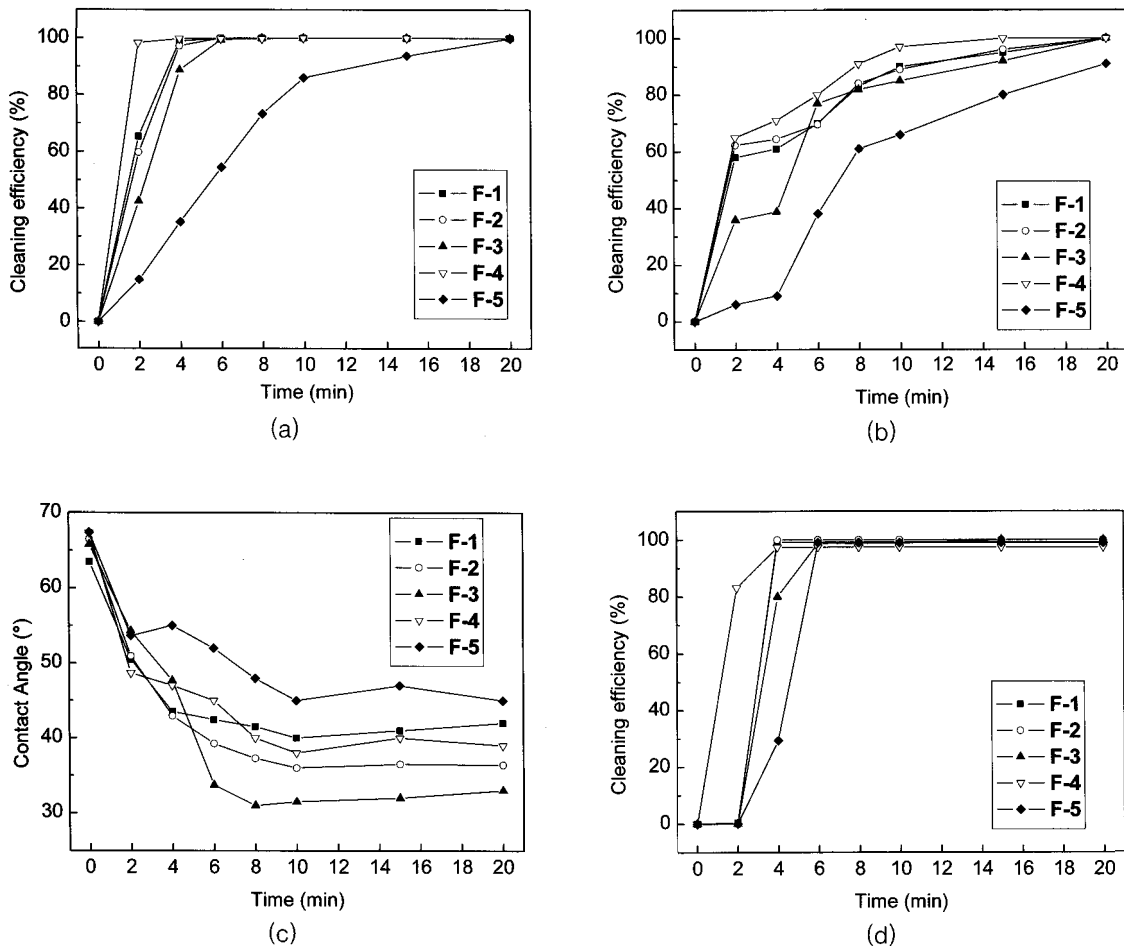 100
80
60
40
20
0
Cleaning efficiency (%)
F-1
F-2
F-3
F-4
F-5
0 2 4 6 8 10 12 14 16 18 20
Time (min)
(a)
100
80
60
40
20
0
Cleaning efficiency (%)
F-1
F-2
F-3
F-4
F-5
0 2 4 6 8 10 12 14 16 18 20
Time (min)
(b)
70
60
50
40
30
Contact Angle (°)
F-1
F-2
F-3
F-4
F-5
0 2 4 6 8 10 12 14 16 18 20
Time (min)
(c)
100
80
60
40
20
0
Cleaning efficiency (%)
F-1
F-2
F-3
F-4
F-5
0 2 4 6 8 10 12 14 16 18 20
Time (min)
(d)